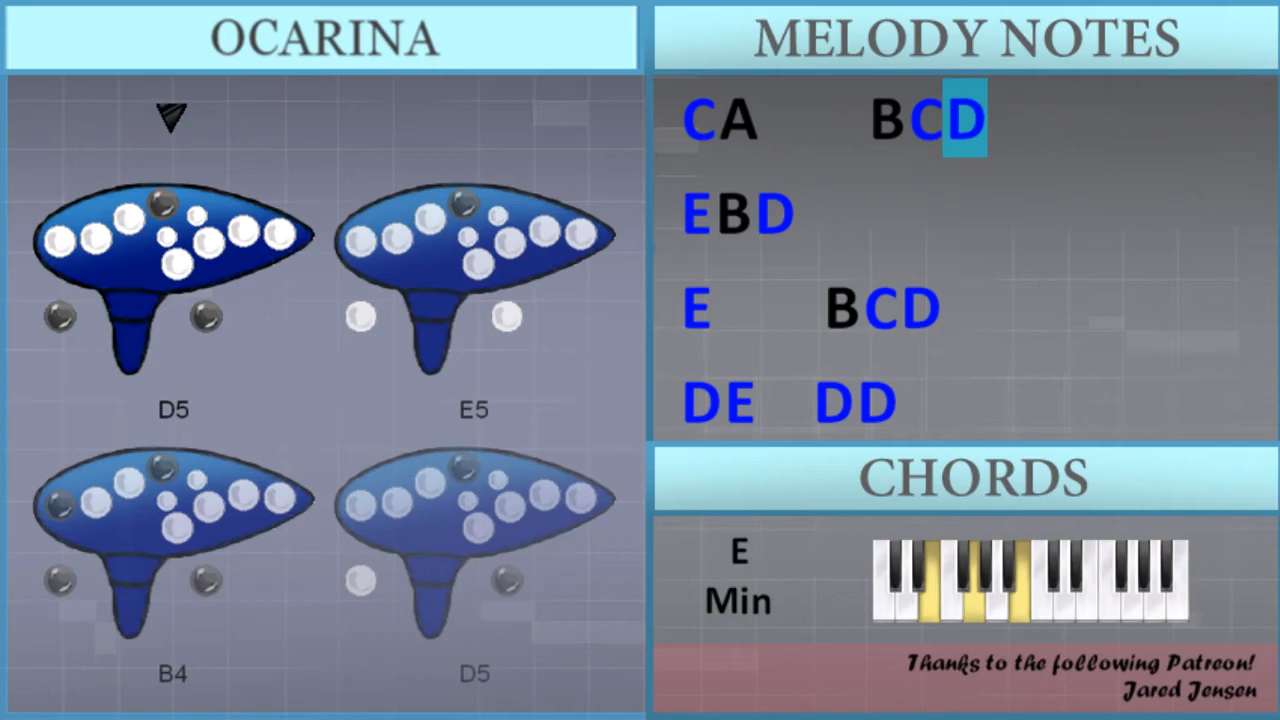 OCARINA
D5 E5
B4 D5
MELODY NOTES
CA BCD
EBD
E BCD
DE DD
CHORDS
E
Min
Thanks to the following Patreon!
Jared Jensen